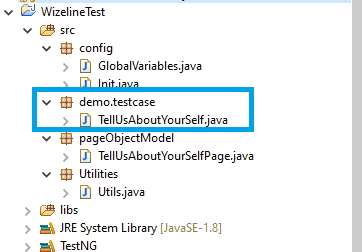 WizelineTest
src
config
GlobalVariables.java
Init.java
demo.testcase
TellUsAboutYourSelf.java
pageObjectModel
TellUsAboutYourSelfPage.java
Utilities
Utils.java
libs
JRE System Library [JavaSE-1.8]
TestNG